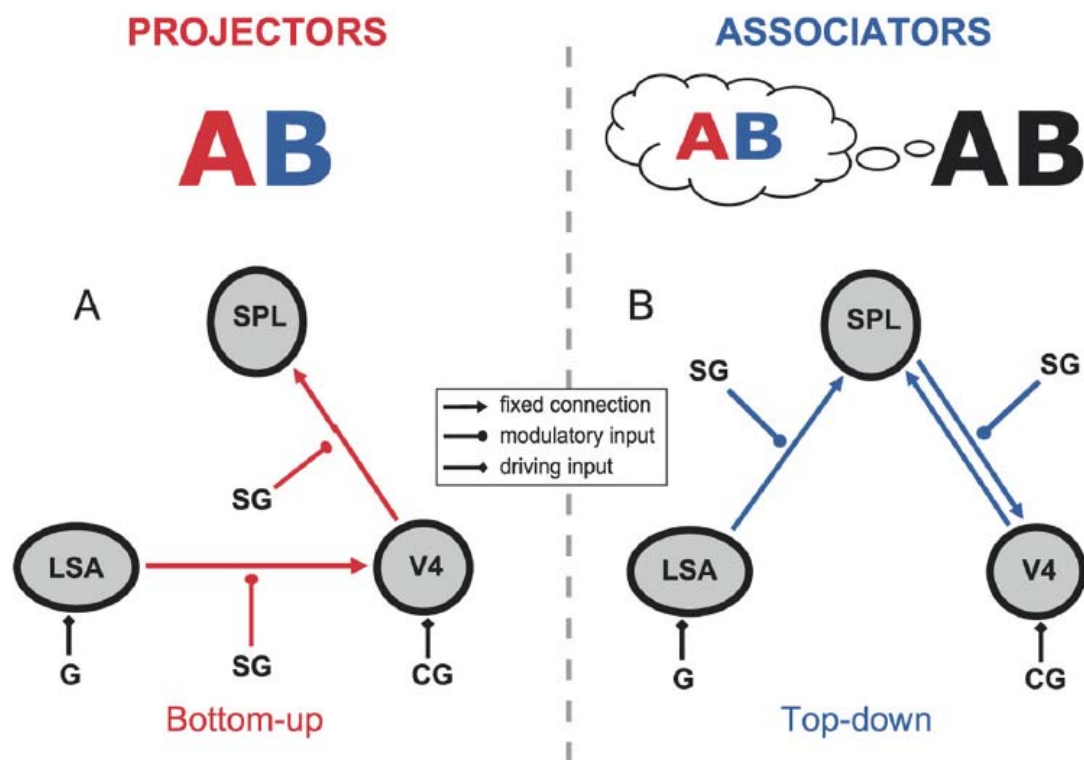 PROJECTORS
AB
A
SPL
SG
LSA
V4
SG
G
CG
Bottom-up
fixed connection
modulatory input
driving input
ASSOCIATORS
AB
AB
B
SPL
SG
SG
LSA
V4
G
CG
Top-down